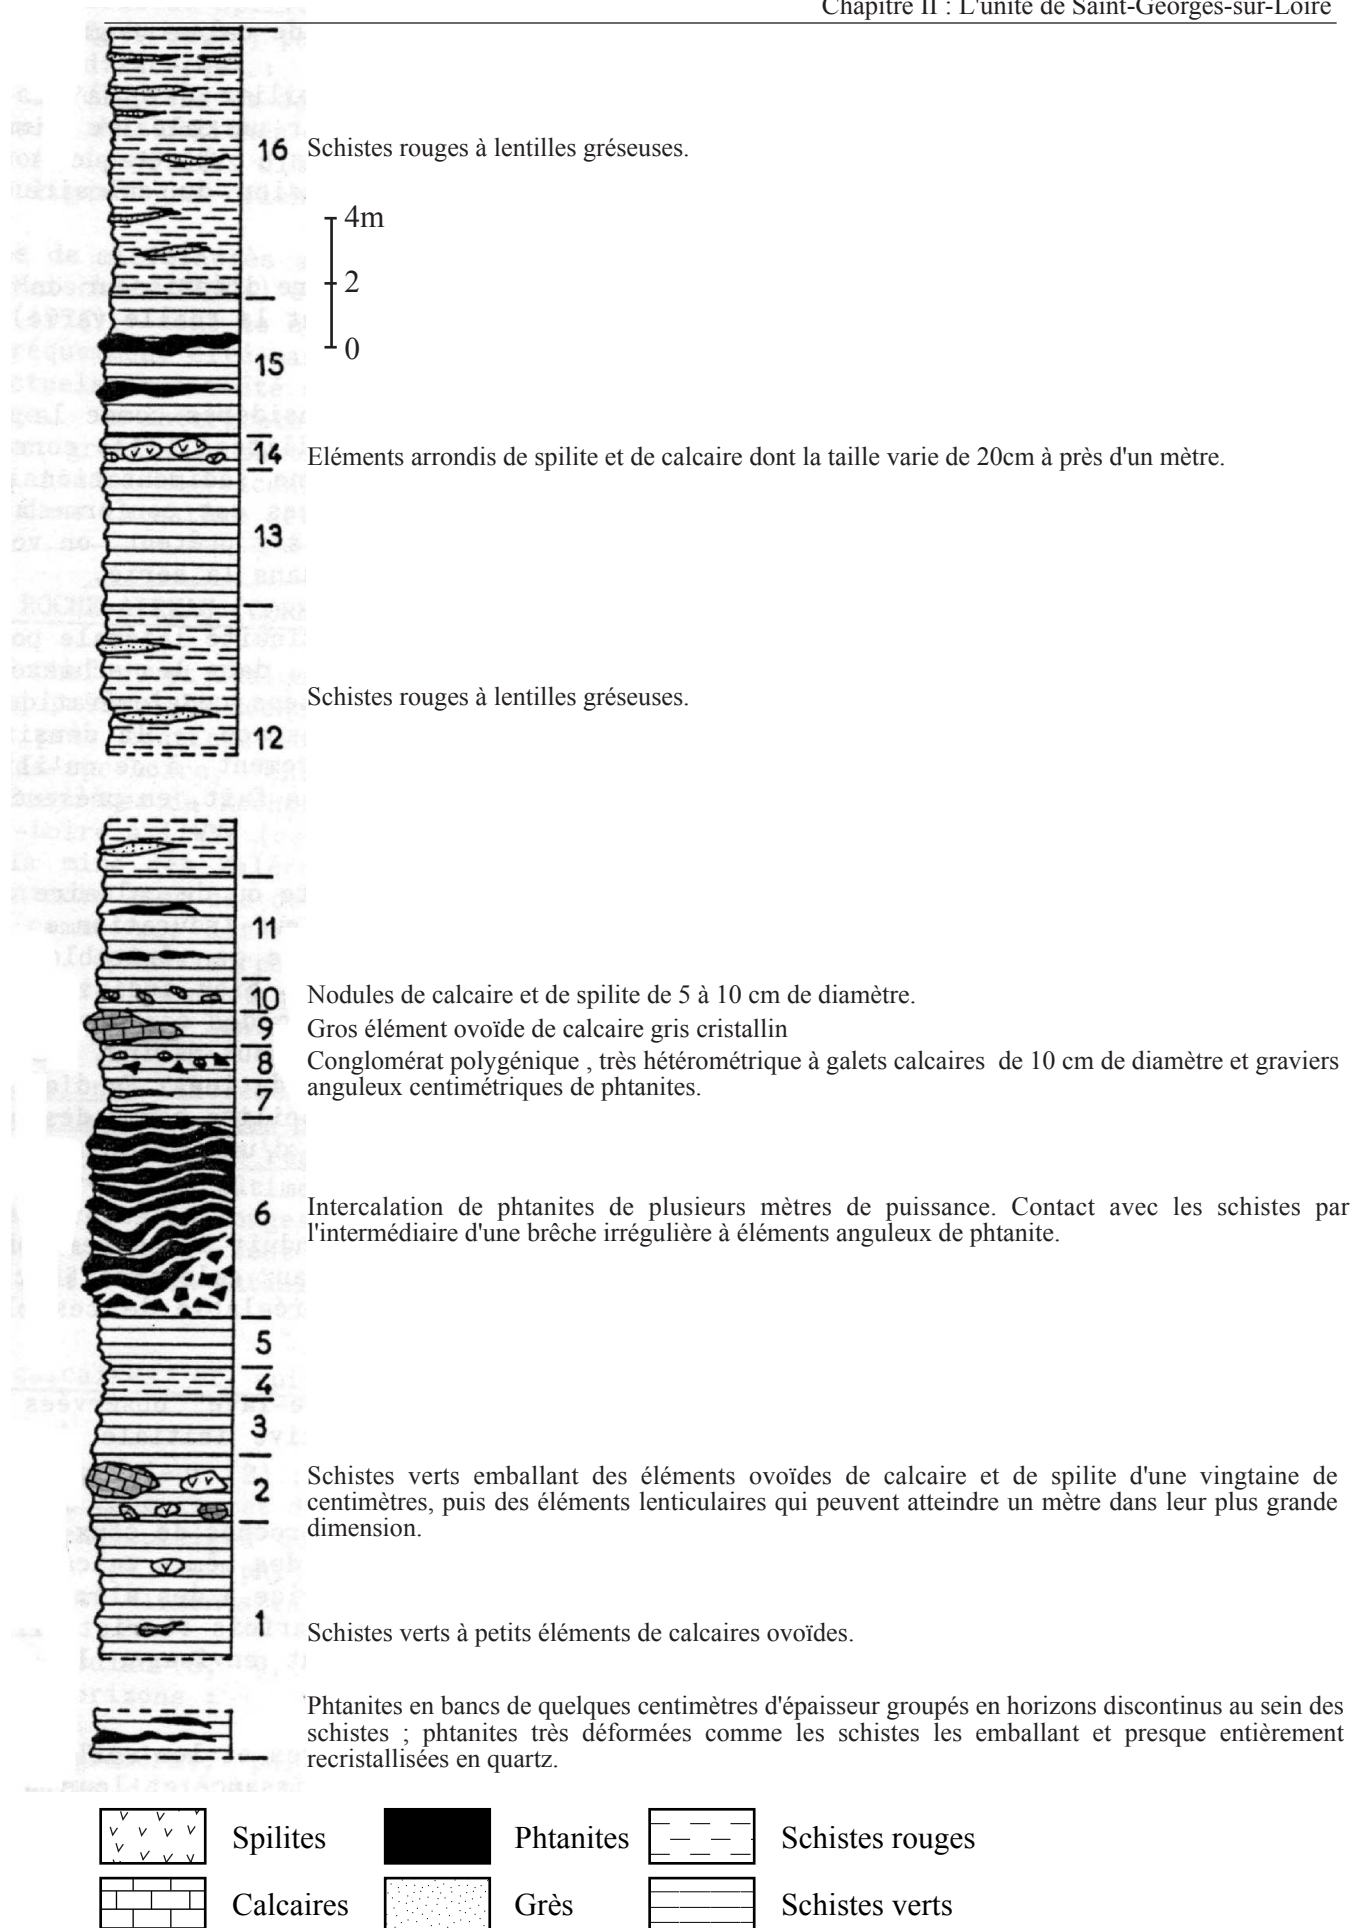 Chapitre II : L'unité de Saint-Georges-sur-Loire
16 Schistes rouges à lentilles gréseuses.
4m
2
0
15
14 Eléments arrondis de spilite et de calcaire dont la taille varie de 20cm à près d'un mètre.
13
Schistes rouges à lentilles gréseuses.
12
11
10 Nodules de calcaire et de spilite de 5 à 10 cm de diamètre.
9 Gros élément ovoïde de calcaire gris cristallin
8 Conglomérat polygénique , très hétérométrique à galets calcaires de 10 cm de diamètre et graviers
anguleux centimétriques de phtanites.
7
6 Intercalation de phtanites de plusieurs mètres de puissance. Contact avec les schistes par
l'intermédiaire d'une brêche irrégulière à éléments anguleux de phtanite.
5
4
3
2 Schistes verts emballant des éléments ovoïdes de calcaire et de spilite d'une vingtaine de
centimètres, puis des éléments lenticulaires qui peuvent atteindre un mètre dans leur plus grande
dimension.
1 Schistes verts à petits éléments de calcaires ovoïdes.
Phtanites en bancs de quelques centimètres d'épaisseur groupés en horizons discontinus au sein des
schistes ; phtanites très déformées comme les schistes les emballant et presque entièrement
recristallisées en quartz.
Spilites Phtanites Schistes rouges
Calcaires Grès Schistes verts